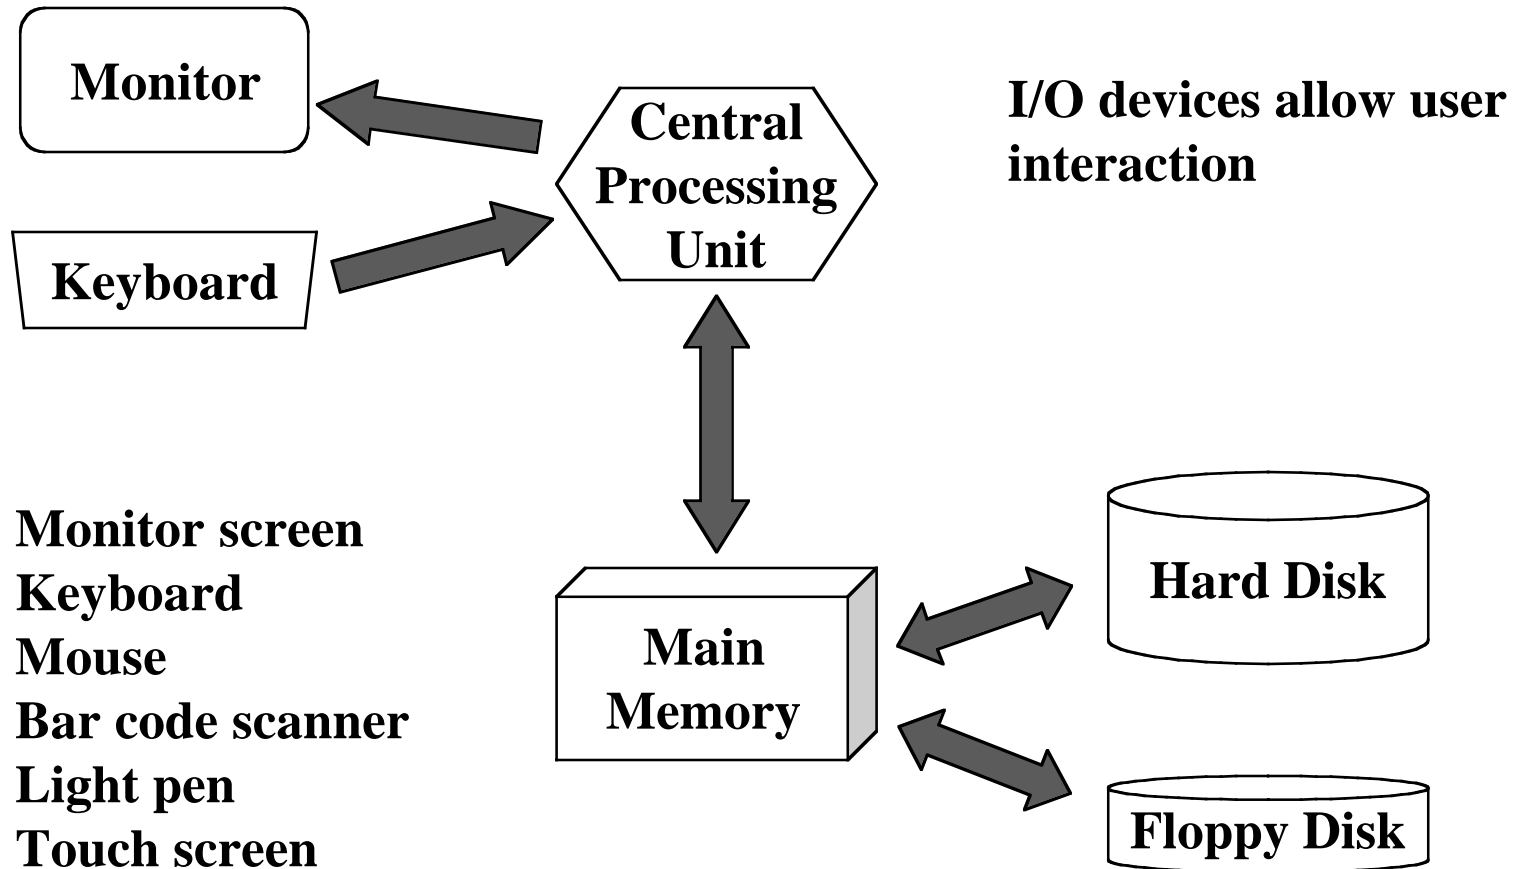 Monitor
Central
Processing
Unit
I/O devices allow user
interaction
Keyboard
Monitor screen
Keyboard
Mouse
Bar code scanner
Light pen
Touch screen
Main
Memory
Hard Disk
Floppy Disk